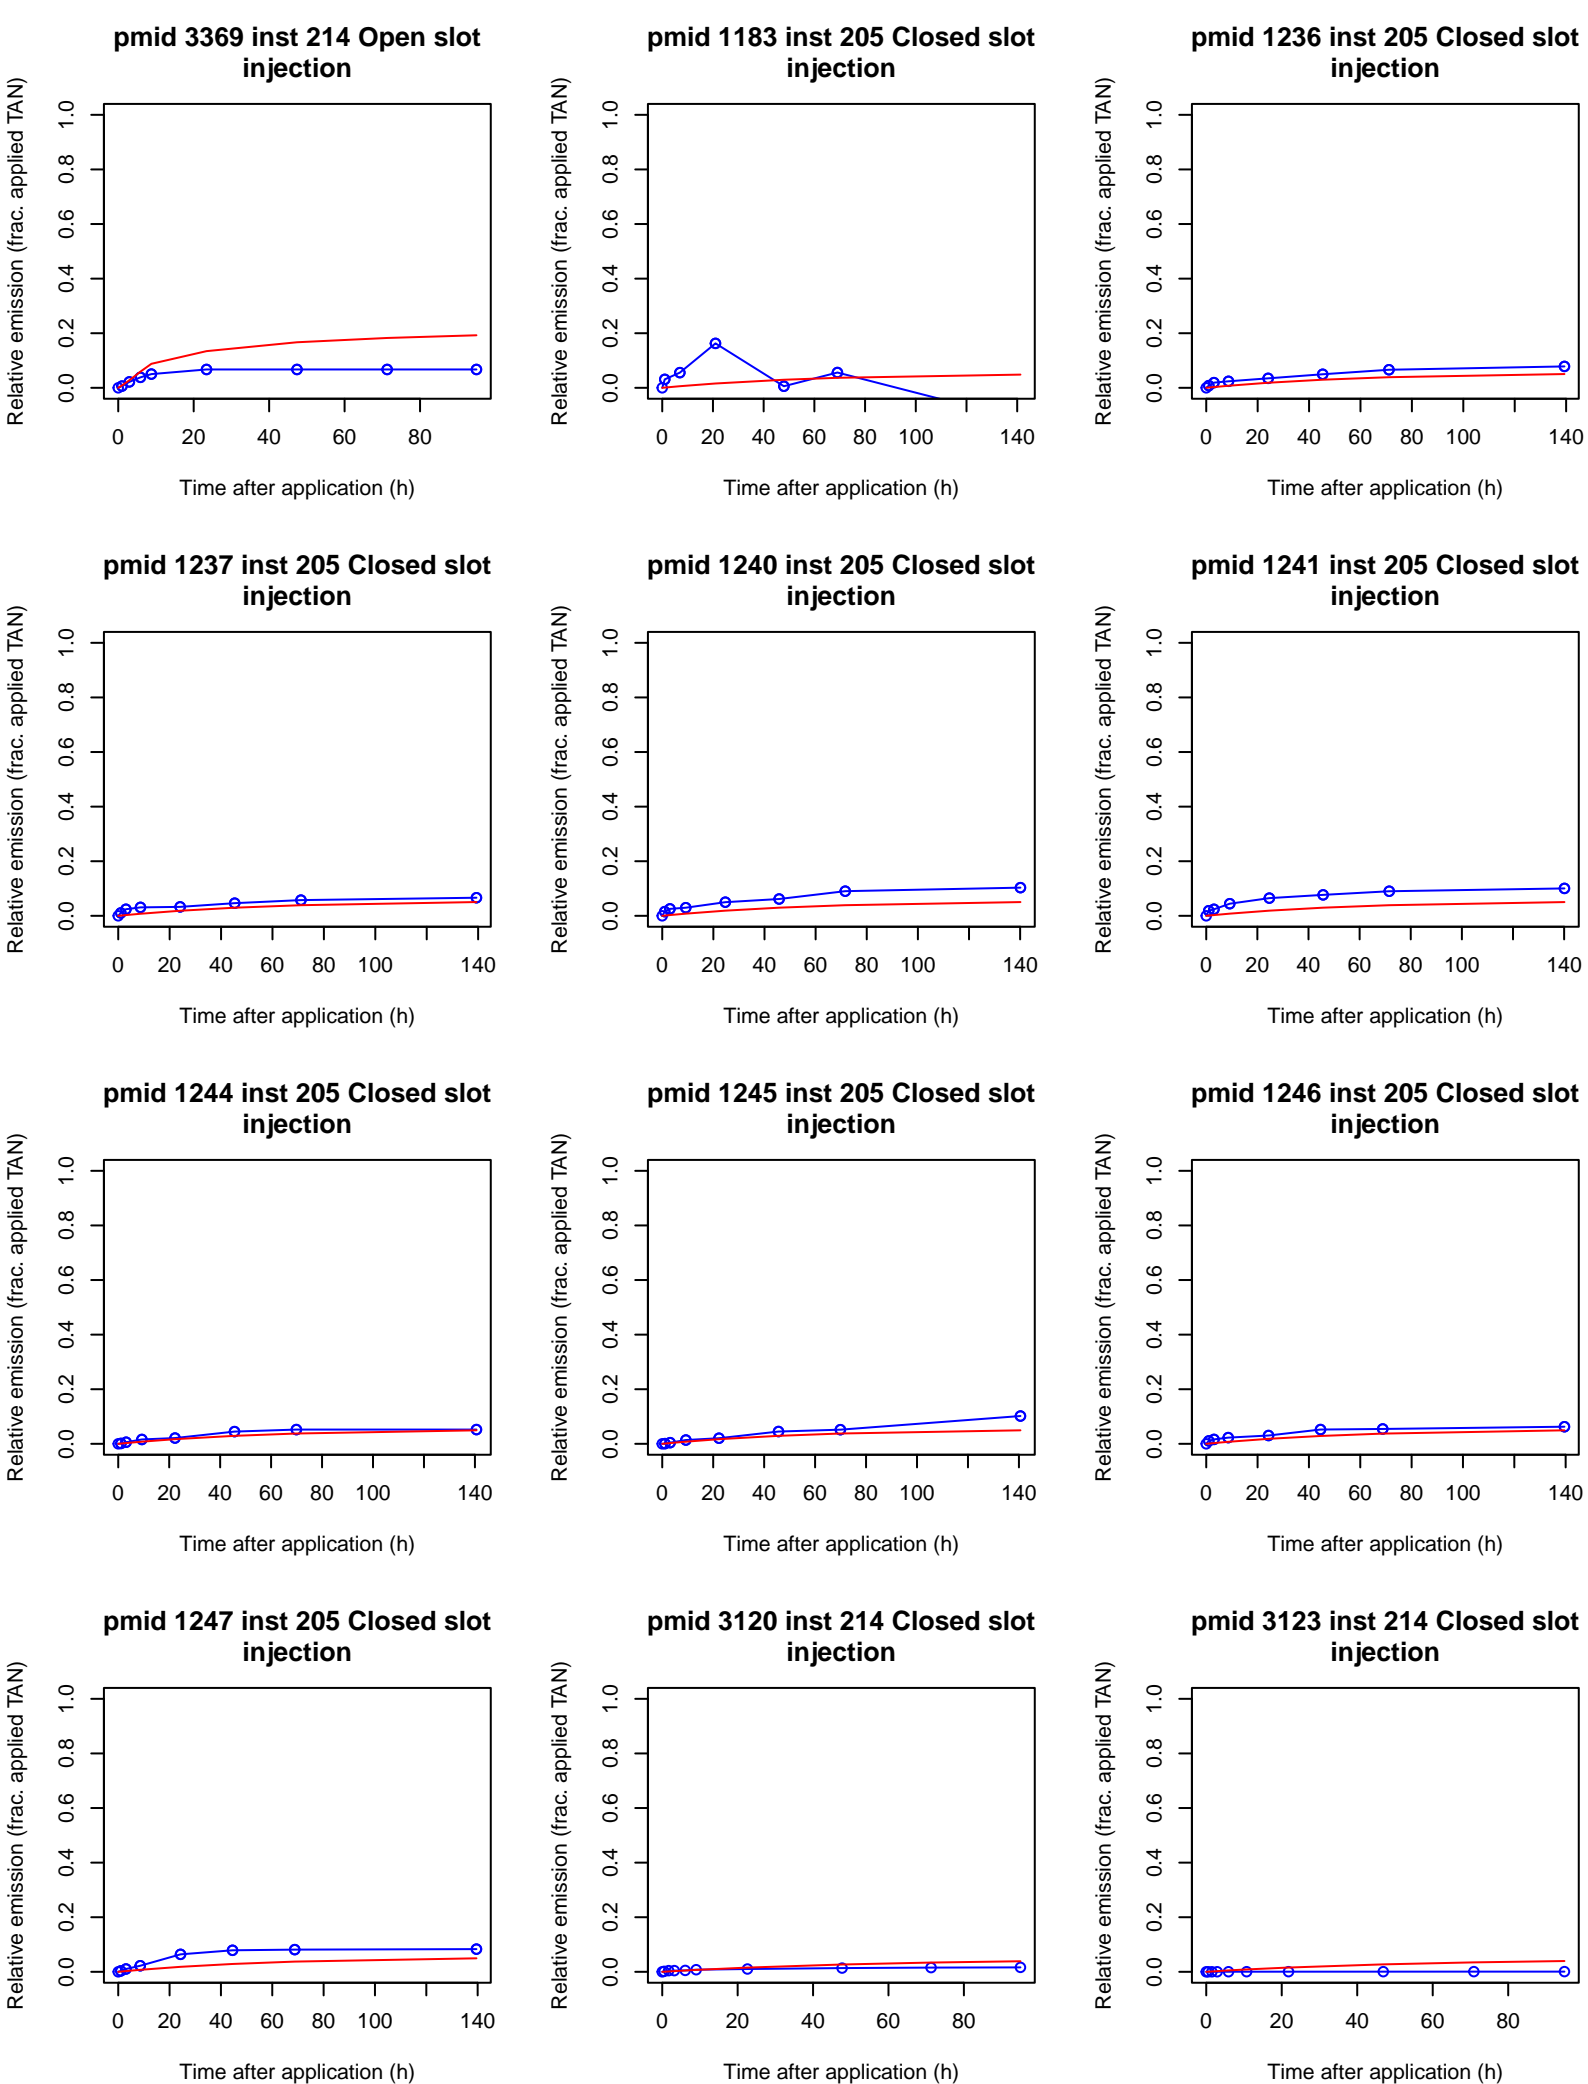 pmid 3369 inst 214 Open slot
injection
Relative emission (frac. applied TAN)
1.0
0.8
0.6
0.4
0.2
0.0
0 20 40 60 80
Time after application (h)
pmid 1183 inst 205 Closed slot
injection
Relative emission (frac. applied TAN)
1.0
0.8
0.6
0.4
0.2
0.0
0 20 40 60 80 100 140
Time after application (h)
pmid 1236 inst 205 Closed slot
injection
Relative emission (frac. applied TAN)
1.0
0.8
0.6
0.4
0.2
0.0
0 20 40 60 80 100 140
Time after application (h)
pmid 1237 inst 205 Closed slot
injection
Relative emission (frac. applied TAN)
1.0
0.8
0.6
0.4
0.2
0.0
0 20 40 60 80 100 140
Time after application (h)
pmid 1240 inst 205 Closed slot
injection
Relative emission (frac. applied TAN)
1.0
0.8
0.6
0.4
0.2
0.0
0 20 40 60 80 100 140
Time after application (h)
pmid 1241 inst 205 Closed slot
injection
Relative emission (frac. applied TAN)
1.0
0.8
0.6
0.4
0.2
0.0
0 20 40 60 80 100 140
Time after application (h)
pmid 1244 inst 205 Closed slot
injection
Relative emission (frac. applied TAN)
1.0
0.8
0.6
0.4
0.2
0.0
0 20 40 60 80 100 140
Time after application (h)
pmid 1245 inst 205 Closed slot
injection
Relative emission (frac. applied TAN)
1.0
0.8
0.6
0.4
0.2
0.0
0 20 40 60 80 100 140
Time after application (h)
pmid 1246 inst 205 Closed slot
injection
Relative emission (frac. applied TAN)
1.0
0.8
0.6
0.4
0.2
0.0
0 20 40 60 80 100 140
Time after application (h)
pmid 1247 inst 205 Closed slot
injection
Relative emission (frac. applied TAN)
1.0
0.8
0.6
0.4
0.2
0.0
0 20 40 60 80 100 140
Time after application (h)
pmid 3120 inst 214 Closed slot
injection
Relative emission (frac. applied TAN)
1.0
0.8
0.6
0.4
0.2
0.0
0 20 40 60 80
Time after application (h)
pmid 3123 inst 214 Closed slot
injection
Relative emission (frac. applied TAN)
1.0
0.8
0.6
0.4
0.2
0.0
0 20 40 60 80
Time after application (h)